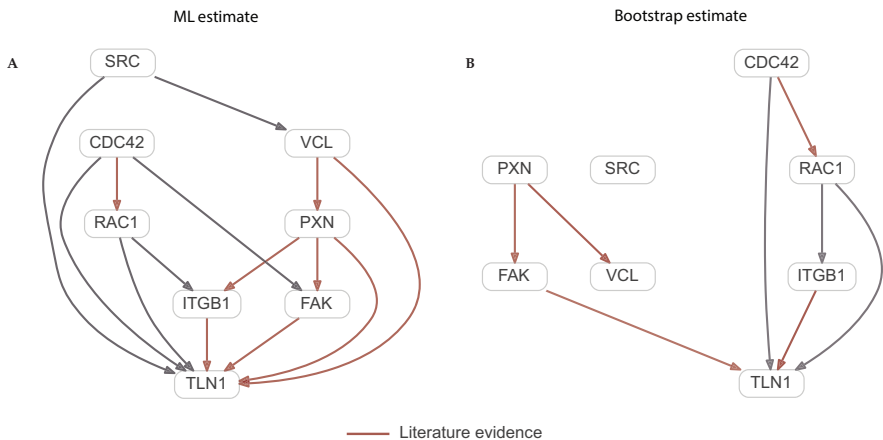 ML estimate
Bootstrap estimate
A
SRC
CDC42
VCL
RAC1
PXN
ITGB1
FAK
TLN1
B
CDC42
PXN
SRC
RAC1
FAK
VCL
ITGB1
TLN1
Literature evidence